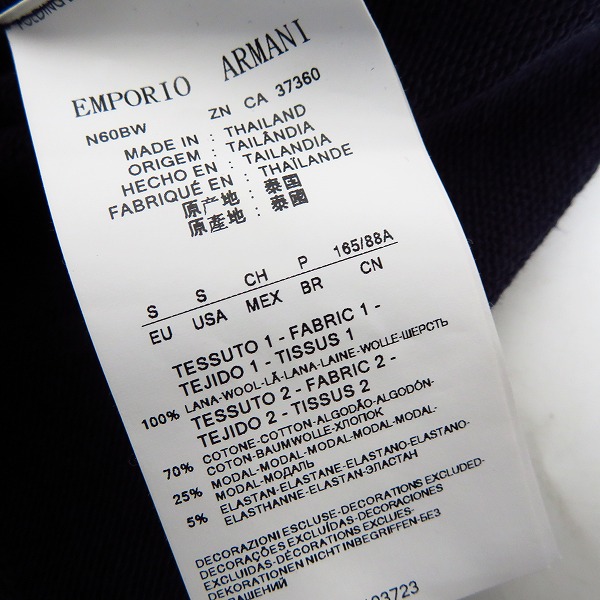 EMPORIO ARMANI
N60BW ZN CA 37360
MADE IN : THAILAND
ORIGEM : TAILÂNDIA
HECHO EN : TAILANDIA
FABRIQUÉ EN : THAÏLANDE
原产地 : 泰国
原產地 : 泰國
S S CH P 165/88A
EU USA MEX BR CN
TESSUTO 1 - FABRIC 1 -
TEJIDO 1 - TISSUS 1
100% LANA-WOOL-LÃ-LANA-LAINE-WOLLE-ШЕРСТЬ
TESSUTO 2 - FABRIC 2 -
TEJIDO 2 - TISSUS 2
70% COTONE-COTTON-ALGODÃO-ALGODÓN-
COTON-BAUMWOLLE-ХЛОПОК
25% MODAL-MODAL-MODAL-MODAL-MODAL-
MODAL-МОДАЛЬ
5% ELASTAN-ELASTANE-ELASTANO-ELASTANO-
ELASTHANNE-ELASTAN-ЭЛАСТАН
DECORAZIONI ESCLUSE-DECORATIONS EXCLUDED-
DECORAÇÕES EXCLUÍDAS-DECORACIONES
EXCLUIDAS-DÉCORATIONS EXCLUES-
DEKORATIONEN NICHT INBEGRIFFEN-БЕЗ